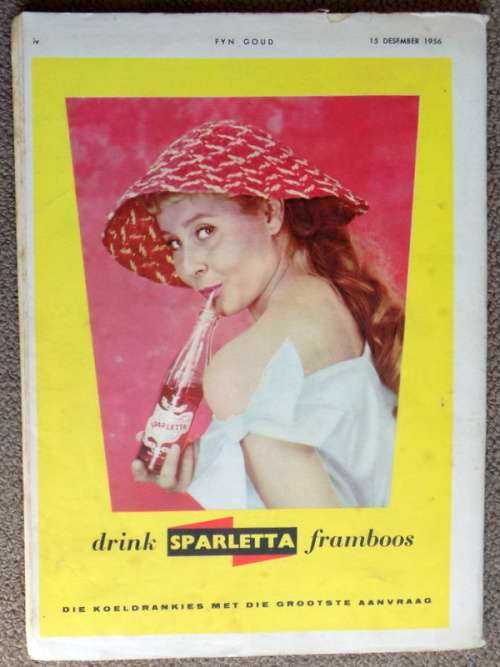 iv FYN GOUD 15 DESEMBER 1956
SPARLETTA
drink SPARLETTA framboos
DIE KOELDRANKIES MET DIE GROOTSTE AANVRAAG